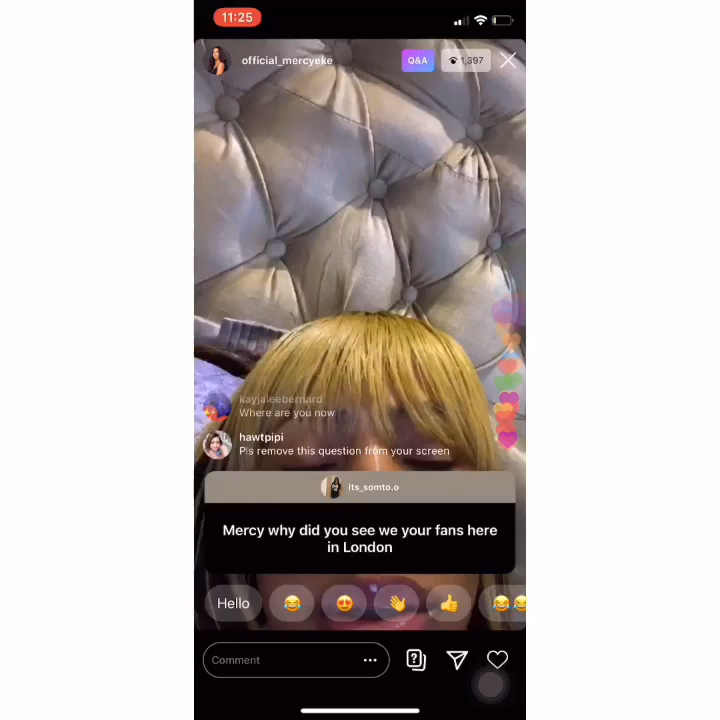 11:25
official_mercyeke
Q&A
1,397
kayjaleebernard
Where are you now
hawtpipi
Pls remove this question from your screen
its_somto.o
Mercy why did you see we your fans here
in London
Hello
Comment